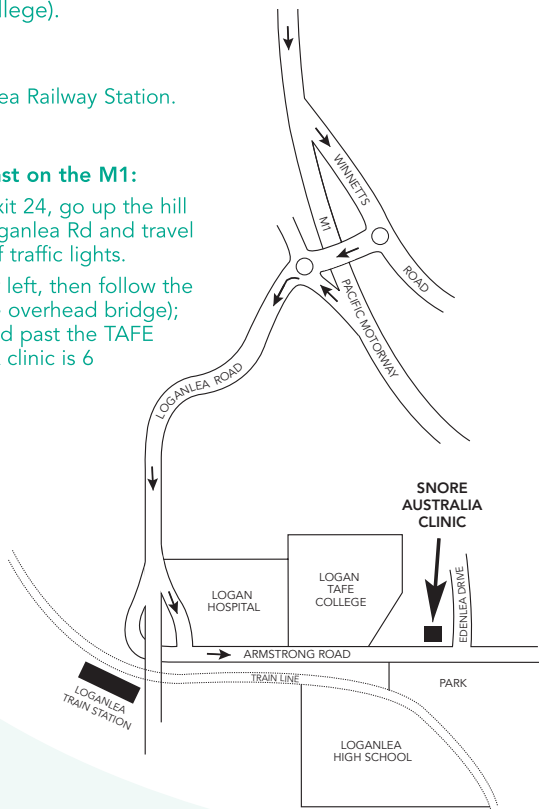 llege).
ea Railway Station.
ast on the M1:
xit 24, go up the hill
oganlea Rd and travel
f traffic lights.
left, then follow the
overhead bridge);
d past the TAFE
clinic is 6
WINNETTS
ROAD
M1
PACIFIC MOTORWAY
LOGANLEA ROAD
SNORE
AUSTRALIA
CLINIC
LOGAN
HOSPITAL
LOGAN
TAFE
COLLEGE
EDENLEA DRIVE
ARMSTRONG ROAD
TRAIN LINE
PARK
LOGANLEA
TRAIN STATION
LOGANLEA
HIGH SCHOOL